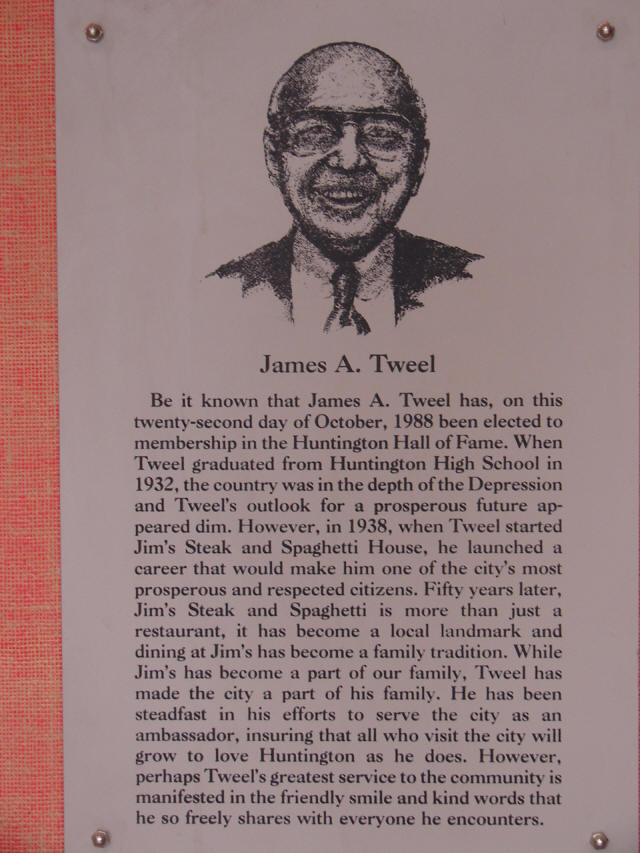 James A. Tweel
Be it known that James A. Tweel has, on this
twenty-second day of October, 1988 been elected to
membership in the Huntington Hall of Fame. When
Tweel graduated from Huntington High School in
1932, the country was in the depth of the Depression
and Tweel's outlook for a prosperous future ap-
peared dim. However, in 1938, when Tweel started
Jim's Steak and Spaghetti House, he launched a
career that would make him one of the city's most
prosperous and respected citizens. Fifty years later,
Jim's Steak and Spaghetti is more than just a
restaurant, it has become a local landmark and
dining at Jim's has become a family tradition. While
Jim's has become a part of our family, Tweel has
made the city a part of his family. He has been
steadfast in his efforts to serve the city as an
ambassador, insuring that all who visit the city will
grow to love Huntington as he does. However,
perhaps Tweel's greatest service to the community is
manifested in the friendly smile and kind words that
he so freely shares with everyone he encounters.